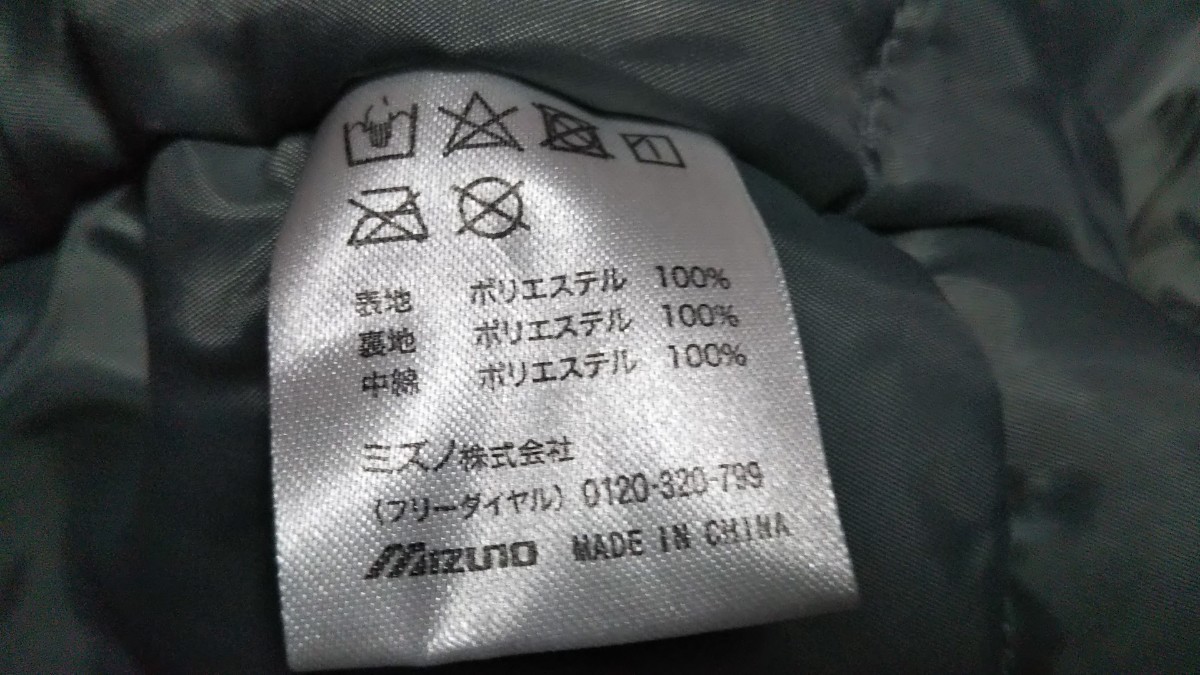 表地 ポリエステル 100%
裏地 ポリエステル 100%
中綿 ポリエステル 100%
ミズノ株式会社
(フリーダイヤル) 0120-320-799
MIZUNO MADE IN CHINA